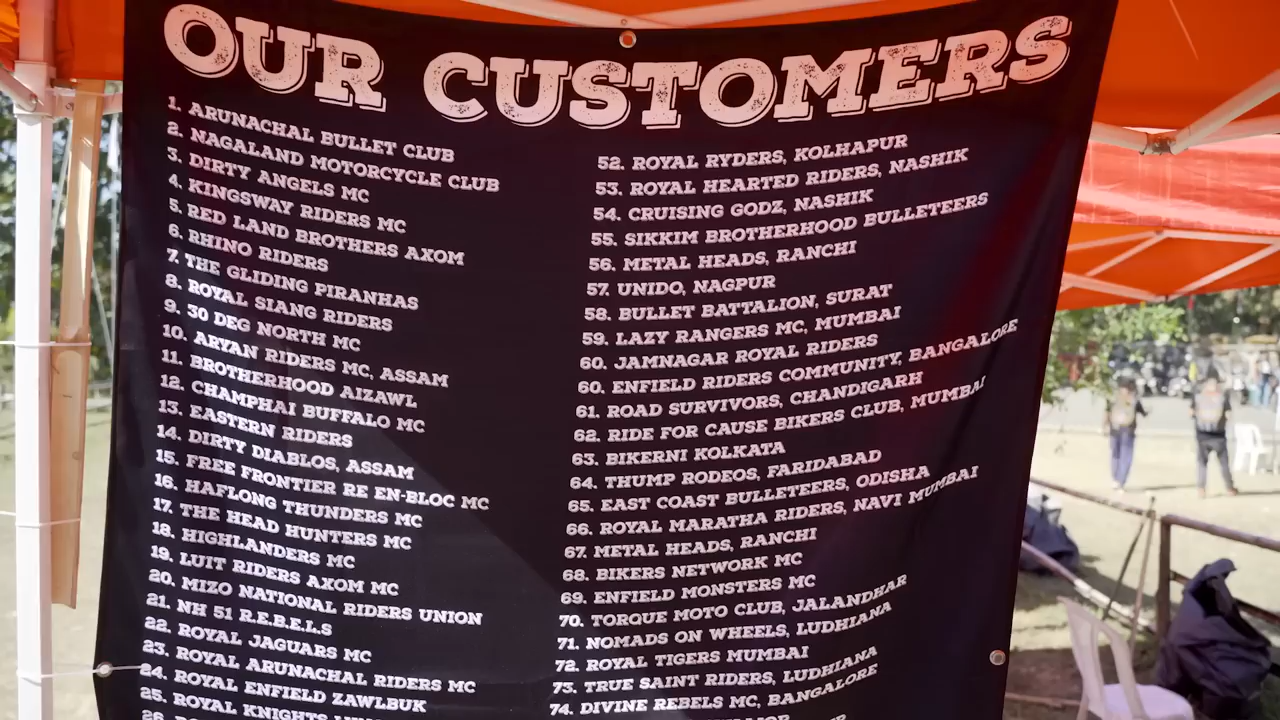 OUR CUSTOMERS
1. ARUNACHAL BULLET CLUB
2. NAGALAND MOTORCYCLE CLUB
3. DIRTY ANGELS MC
4. KINGSWAY RIDERS MC
5. RED LAND BROTHERS AXOM
6. RHINO RIDERS
7. THE GLIDING PIRANHAS
8. ROYAL SIANG RIDERS
9. 30 DEG NORTH MC
10. ARYAN RIDERS MC, ASSAM
11. BROTHERHOOD AIZAWL
12. CHAMPHAI BUFFALO MC
13. EASTERN RIDERS
14. DIRTY DIABLOS, ASSAM
15. FREE FRONTIER RE EN-BLOC MC
16. HAFLONG THUNDERS MC
17. THE HEAD HUNTERS MC
18. HIGHLANDERS MC
19. LUIT RIDERS AXOM MC
20. MIZO NATIONAL RIDERS UNION
21. NH 51 R.E.B.E.L.S
22. ROYAL JAGUARS MC
23. ROYAL ARUNACHAL RIDERS MC
24. ROYAL ENFIELD ZAWLBUK
25. ROYAL KNIGHTS
26.
52. ROYAL RYDERS, KOLHAPUR
53. ROYAL HEARTED RIDERS, NASHIK
54. CRUISING GODZ, NASHIK
55. SIKKIM BROTHERHOOD BULLETEERS
56. METAL HEADS, RANCHI
57. UNIDO, NAGPUR
58. BULLET BATTALION, SURAT
59. LAZY RANGERS MC, MUMBAI
60. JAMNAGAR ROYAL RIDERS
60. ENFIELD RIDERS COMMUNITY, BANGALORE
61. ROAD SURVIVORS, CHANDIGARH
62. RIDE FOR CAUSE BIKERS CLUB, MUMBAI
63. BIKERNI KOLKATA
64. THUMP RODEOS, FARIDABAD
65. EAST COAST BULLETEERS, ODISHA
66. ROYAL MARATHA RIDERS, NAVI MUMBAI
67. METAL HEADS, RANCHI
68. BIKERS NETWORK MC
69. ENFIELD MONSTERS MC
70. TORQUE MOTO CLUB, JALANDHAR
71. NOMADS ON WHEELS, LUDHIANA
72. ROYAL TIGERS MUMBAI
73. TRUE SAINT RIDERS, LUDHIANA
74. DIVINE REBELS MC, BANGALORE